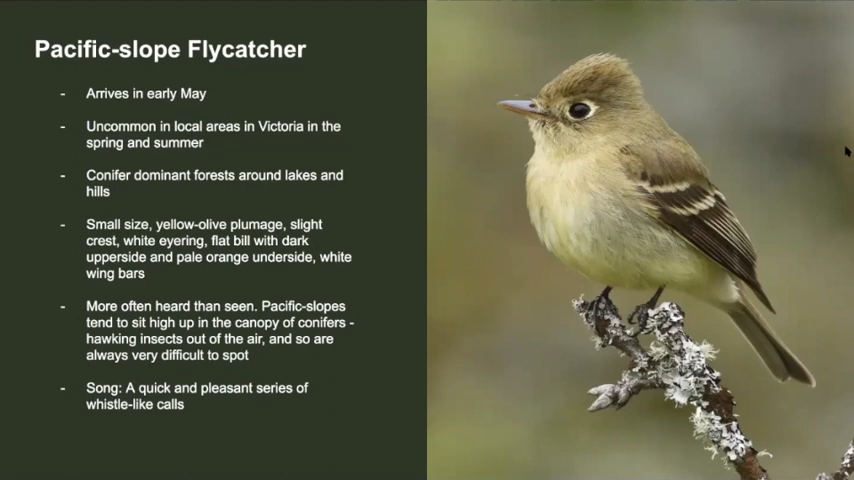 Pacific-slope Flycatcher
- Arrives in early May
- Uncommon in local areas in Victoria in the
spring and summer
- Conifer dominant forests around lakes and
hills
- Small size, yellow-olive plumage, slight
crest, white eyering, flat bill with dark
upperside and pale orange underside, white
wing bars
- More often heard than seen. Pacific-slopes
tend to sit high up in the canopy of conifers -
hawking insects out of the air, and so are
always very difficult to spot
- Song: A quick and pleasant series of
whistle-like calls